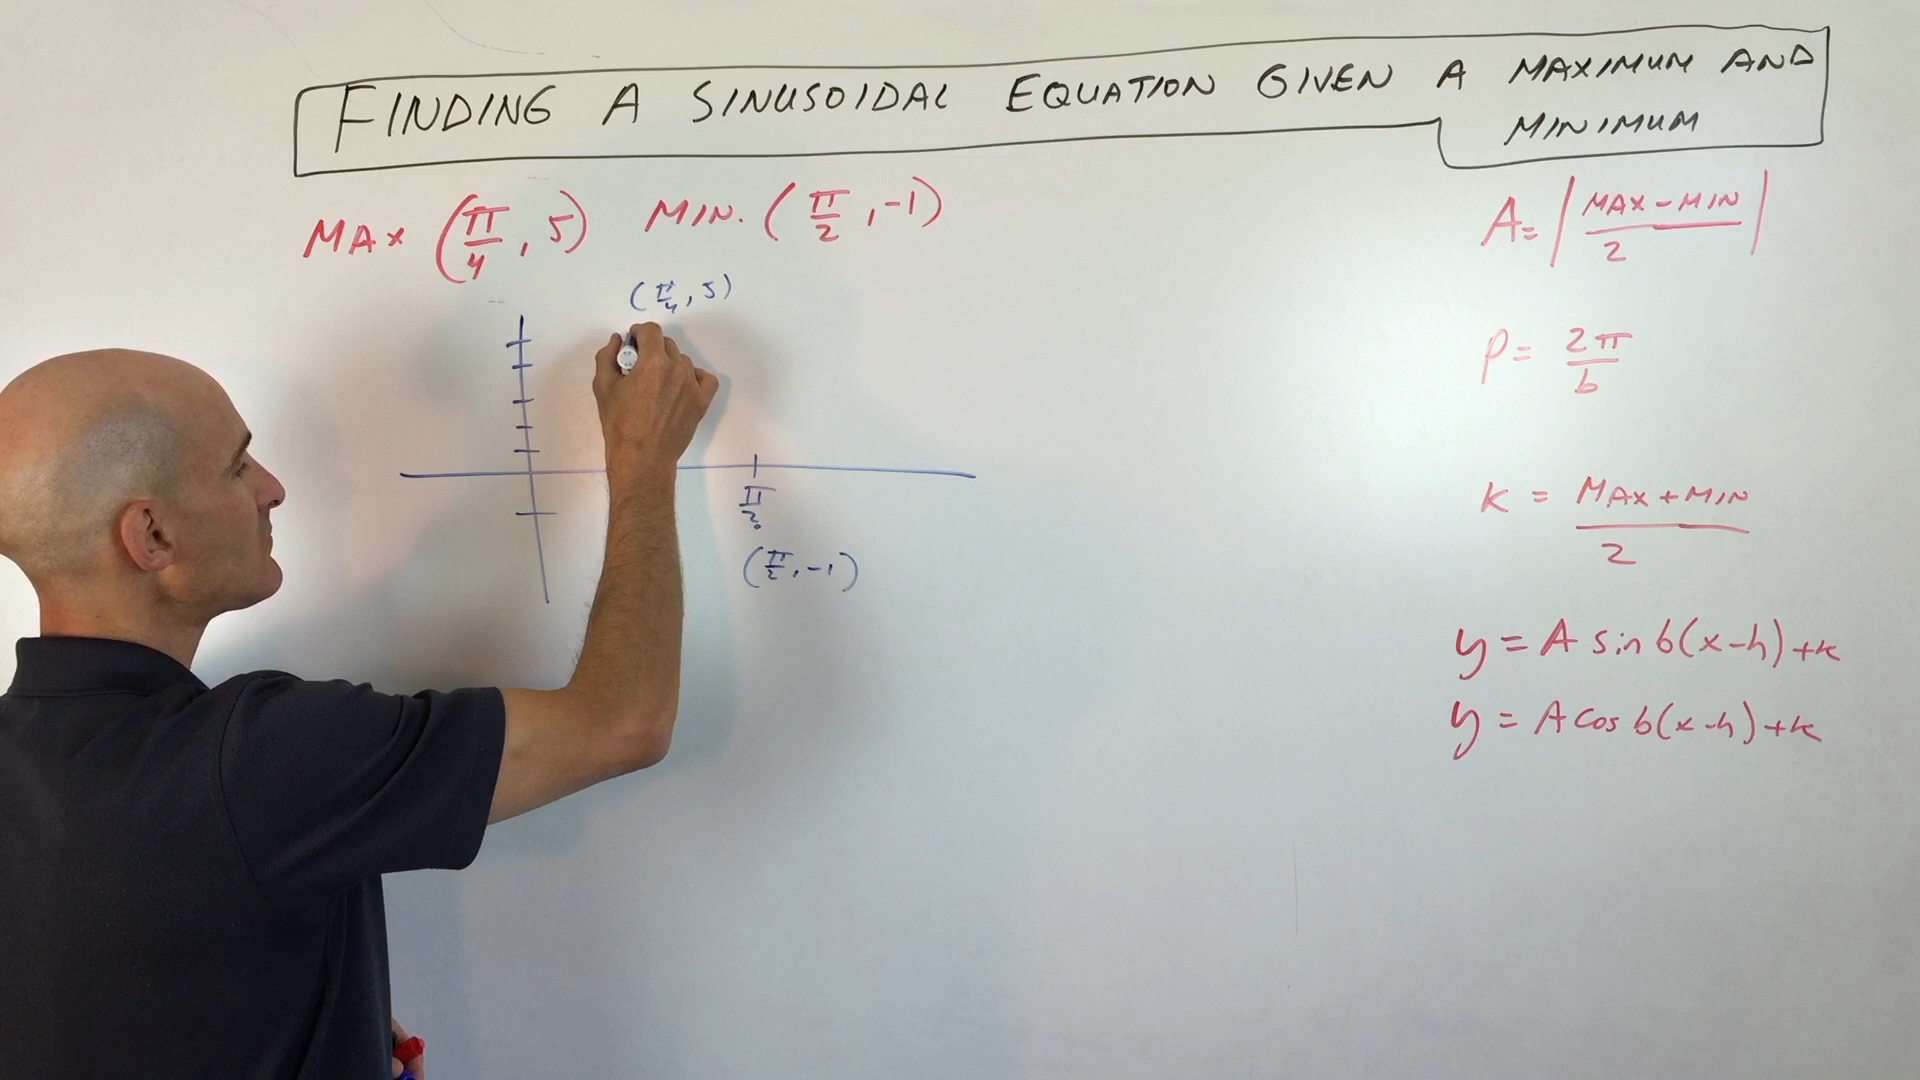 FINDING A SINUSOIDAL EQUATION GIVEN A MAXIMUM AND
MINIMUM
MAX (π/4, 5) MIN. (π/2, -1)
(π/4, 5)
π/2
(π/2, -1)
A = |MAX - MIN / 2|
P = 2π/b
K = MAX + MIN / 2
y = A sin b(x-h) + k
y = A cos b(x-h) + k